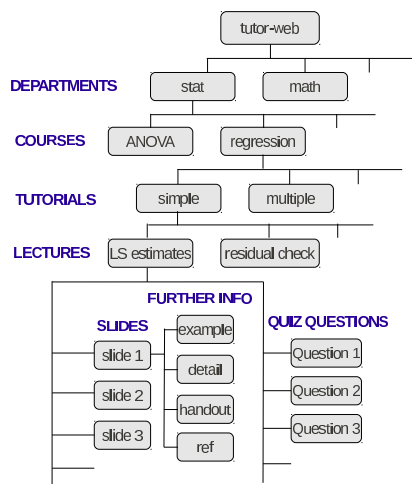 tutor-web
DEPARTMENTS stat math
COURSES ANOVA regression
TUTORIALS simple multiple
LECTURES LS estimates residual check
FURTHER INFO
SLIDES example QUIZ QUESTIONS
slide 1 detail Question 1
slide 2 handout Question 2
slide 3 ref Question 3